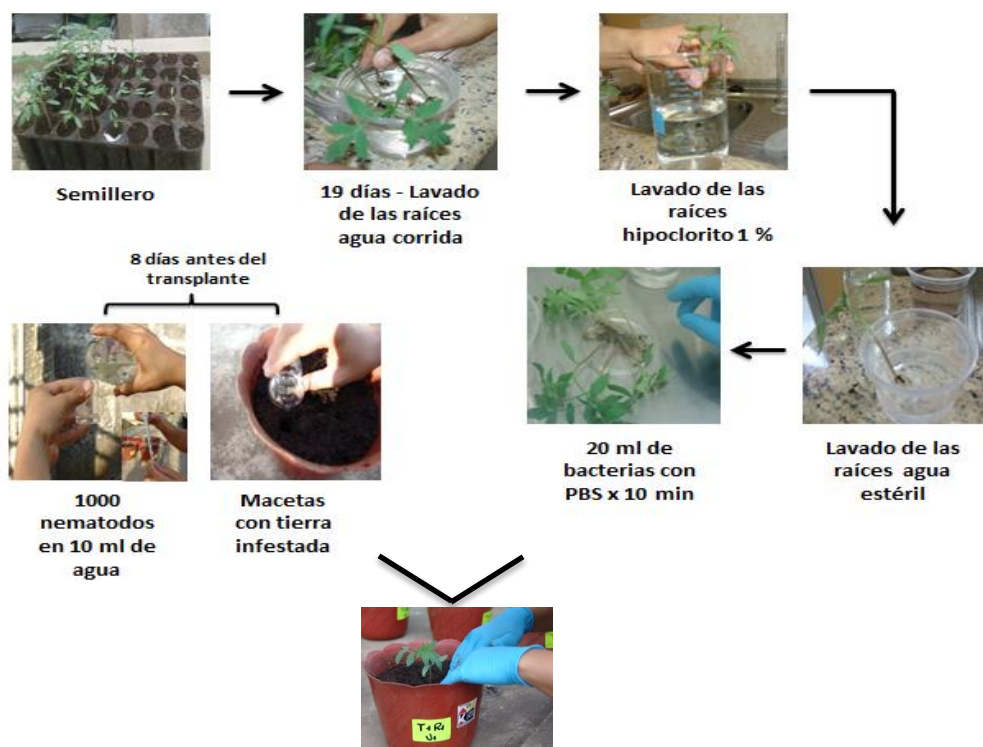 Semillero
19 días - Lavado
de las raíces
agua corrida
Lavado de las
raíces
hipoclorito 1 %
8 días antes del
transplante
20 ml de
bacterias con
PBS x 10 min
Lavado de las
raíces agua
estéril
1000
nematodos
en 10 ml de
agua
Macetas
con tierra
infestada
T1 R1